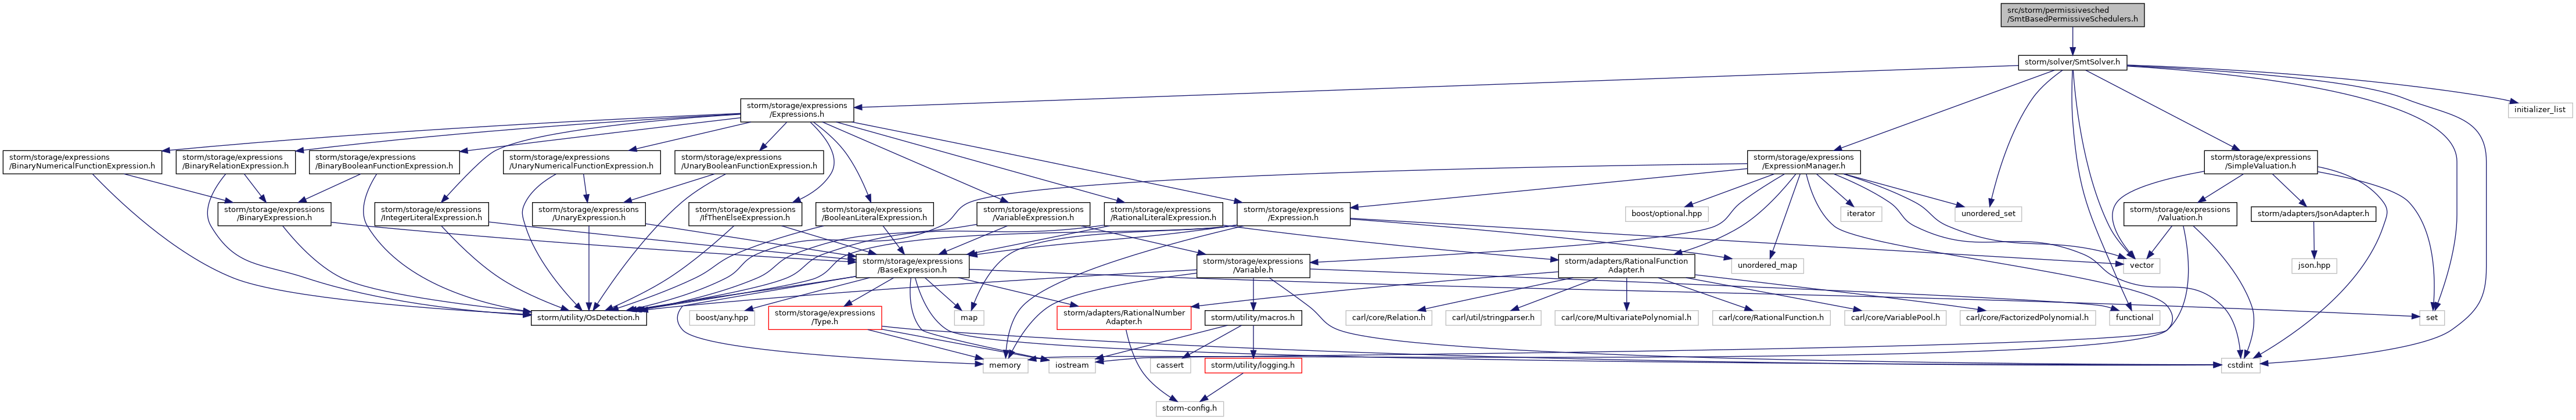 src/storm/permissivesched
/SmtBasedPermissiveSchedulers.h
storm/solver/SmtSolver.h
storm/storage/expressions
/Expressions.h
initializer_list
storm/storage/expressions
/BinaryNumericalFunctionExpression.h
storm/storage/expressions
/BinaryRelationExpression.h
storm/storage/expressions
/BinaryBooleanFunctionExpression.h
storm/storage/expressions
/UnaryNumericalFunctionExpression.h
storm/storage/expressions
/UnaryBooleanFunctionExpression.h
storm/storage/expressions
/ExpressionManager.h
storm/storage/expressions
/SimpleValuation.h
storm/storage/expressions
/BinaryExpression.h
storm/storage/expressions
/IntegerLiteralExpression.h
storm/storage/expressions
/UnaryExpression.h
storm/storage/expressions
/IfThenElseExpression.h
storm/storage/expressions
/BooleanLiteralExpression.h
storm/storage/expressions
/VariableExpression.h
storm/storage/expressions
/RationalLiteralExpression.h
storm/storage/expressions
/Expression.h
boost/optional.hpp
iterator
unordered_set
storm/storage/expressions
/Valuation.h
storm/adapters/JsonAdapter.h
storm/storage/expressions
/BaseExpression.h
storm/storage/expressions
/Variable.h
storm/adapters/RationalFunction
Adapter.h
unordered_map
vector
json.hpp
storm/utility/OsDetection.h
boost/any.hpp
storm/storage/expressions
/Type.h
map
storm/adapters/RationalNumber
Adapter.h
storm/utility/macros.h
carl/core/Relation.h
carl/util/stringparser.h
carl/core/MultivariatePolynomial.h
carl/core/RationalFunction.h
carl/core/VariablePool.h
carl/core/FactorizedPolynomial.h
functional
set
memory
iostream
cassert
storm/utility/logging.h
cstdint
storm-config.h